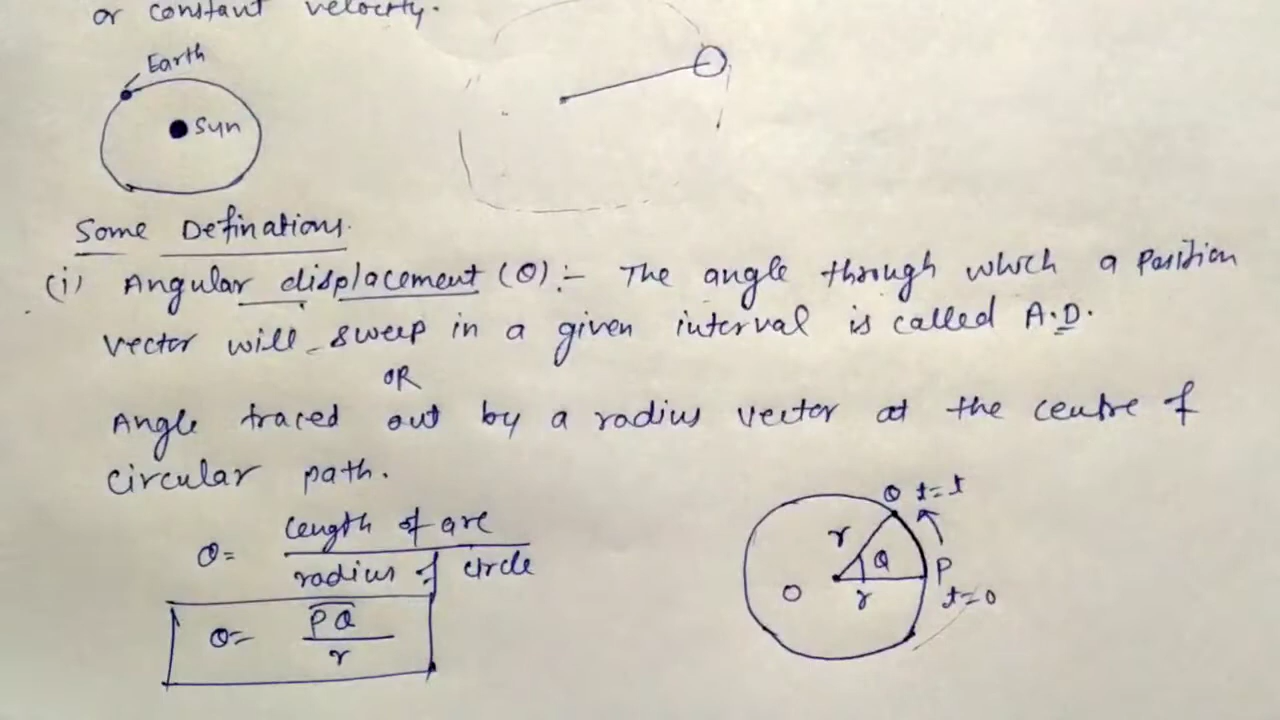 or constant velocity.
Earth
Sun
Some Definations.
(i) Angular displacement (θ) :- The angle through which a Position
vector will sweep in a given interval is called A.D.
OR
Angle traced out by a radius vector at the centre of
circular path.
θ = length of arc
radius of circle
θ = PQ
r
Q t=t
r
θ
P
O
r
t=0